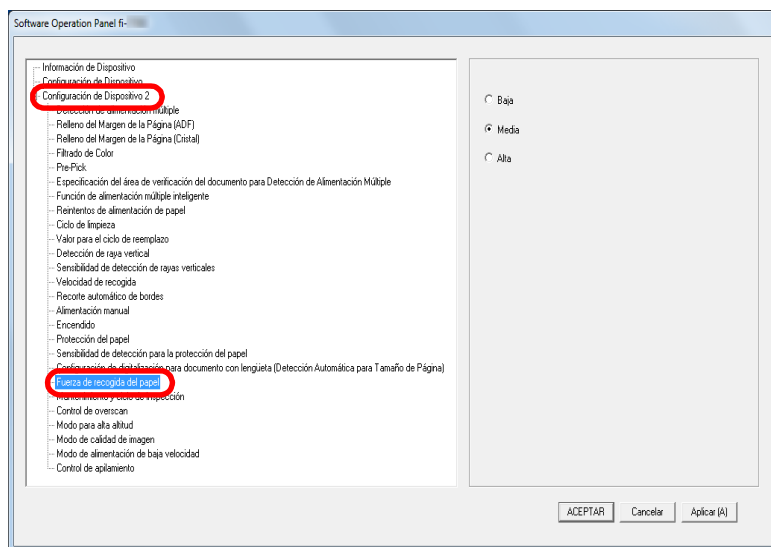 Software Operation Panel fi-
Información de Dispositivo
Configuración de Dispositivo
Configuración de Dispositivo 2
Detección de alimentación múltiple
Relleno del Margen de la Página (ADF)
Relleno del Margen de la Página (Cristal)
Filtrado de Color
Pre-Pick
Especificación del área de verificación del documento para Detección de Alimentación Múltiple
Función de alimentación múltiple inteligente
Reintentos de alimentación de papel
Ciclo de limpieza
Valor para el ciclo de reemplazo
Detección de raya vertical
Sensibilidad de detección de rayas verticales
Velocidad de recogida
Recorte automático de bordes
Alimentación manual
Encendido
Protección del papel
Sensibilidad de detección para la protección del papel
Configuración de digitalización para documento con lengüeta (Detección Automática para Tamaño de Página)
Fuerza de recogida del papel
Mantenimiento y ciclo de inspección
Control de overscan
Modo para alta altitud
Modo de calidad de imagen
Modo de alimentación de baja velocidad
Control de apilamiento
Baja
Media
Alta
ACEPTAR Cancelar Aplicar (A)